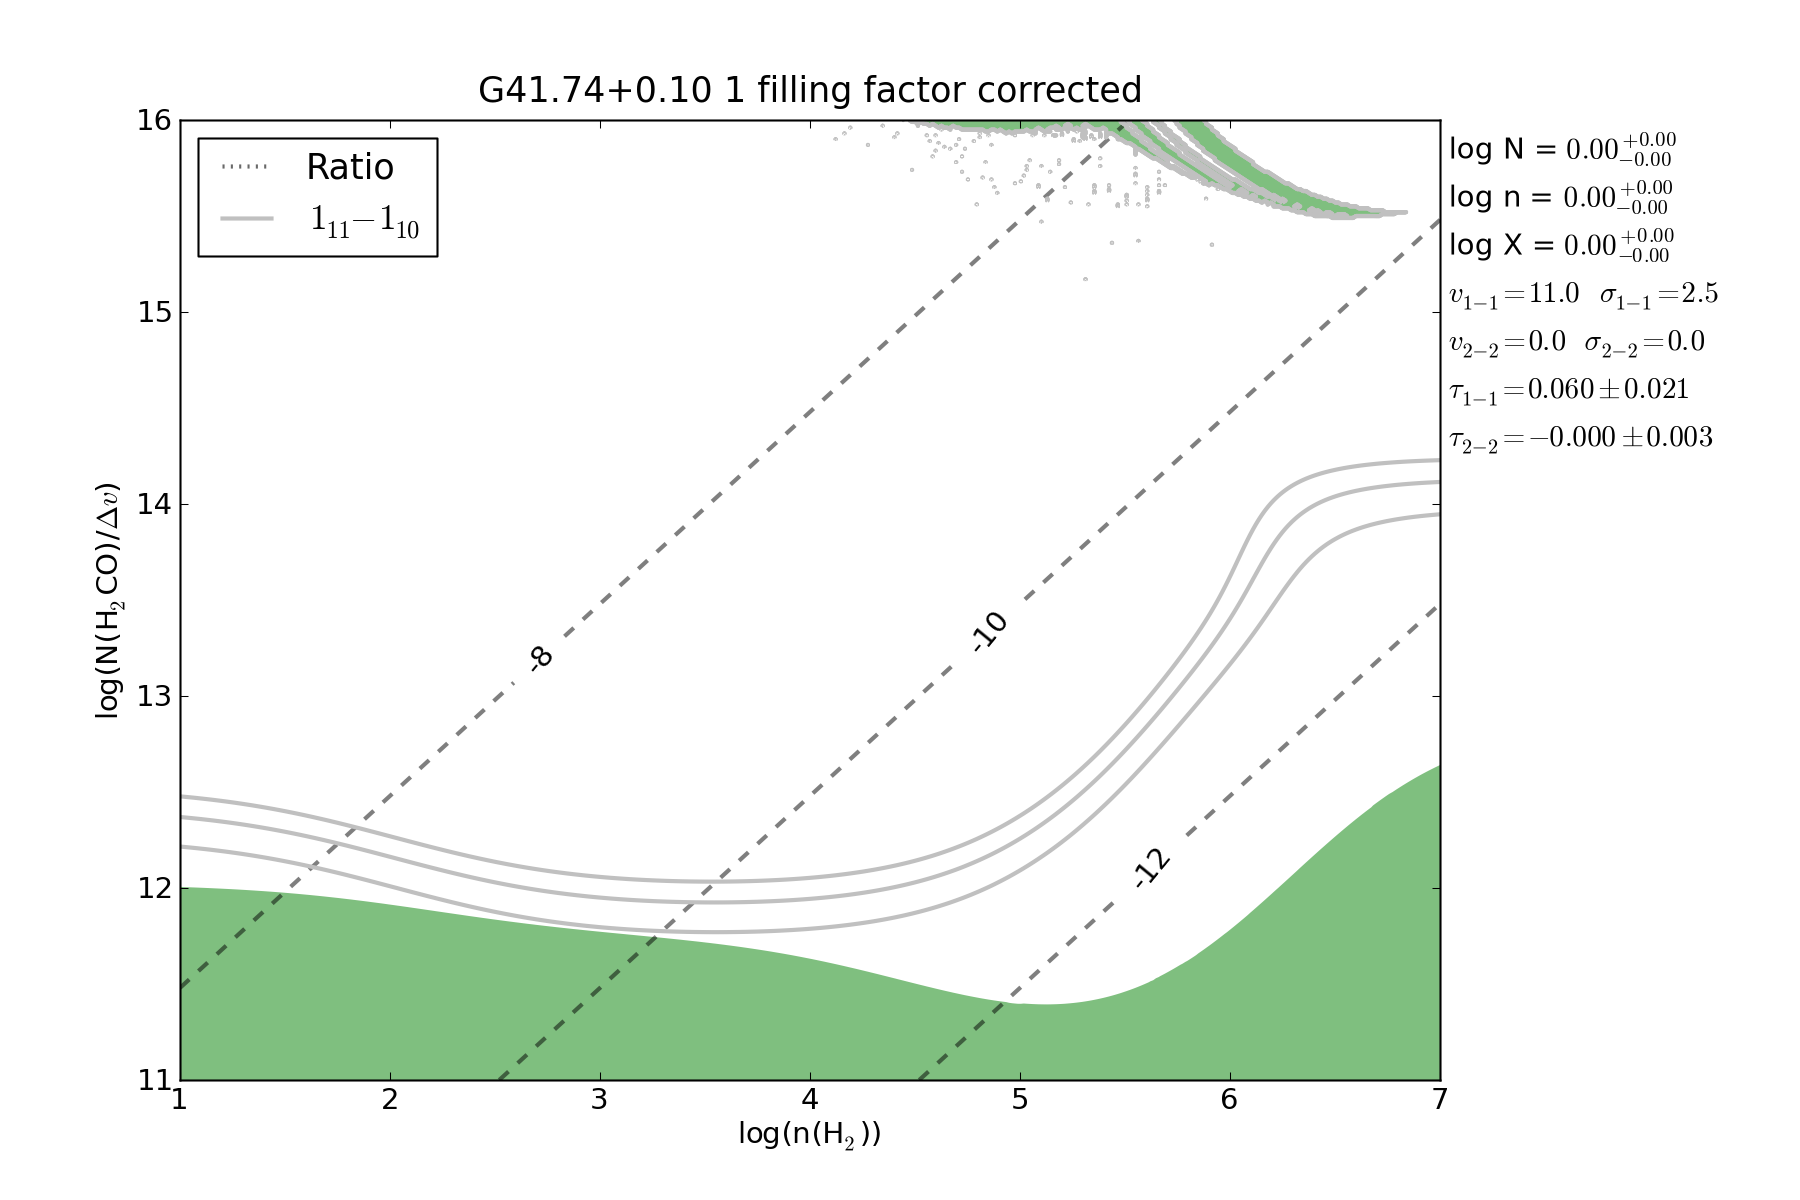 G41.74+0.10 1 filling factor corrected
16
15
14
13
12
11
Ratio
1₁₁−1₁₀
-8
-10
-12
log N = 0.00 +0.00 −0.00
log n = 0.00 +0.00 −0.00
log X = 0.00 +0.00 −0.00
v₁₋₁=11.0 σ₁₋₁=2.5
v₂₋₂=0.0 σ₂₋₂=0.0
τ₁₋₁=0.060±0.021
τ₂₋₂=−0.000±0.003
log(N(H₂CO)/Δv)
1 2 3 4 5 6 7
log(n(H₂))